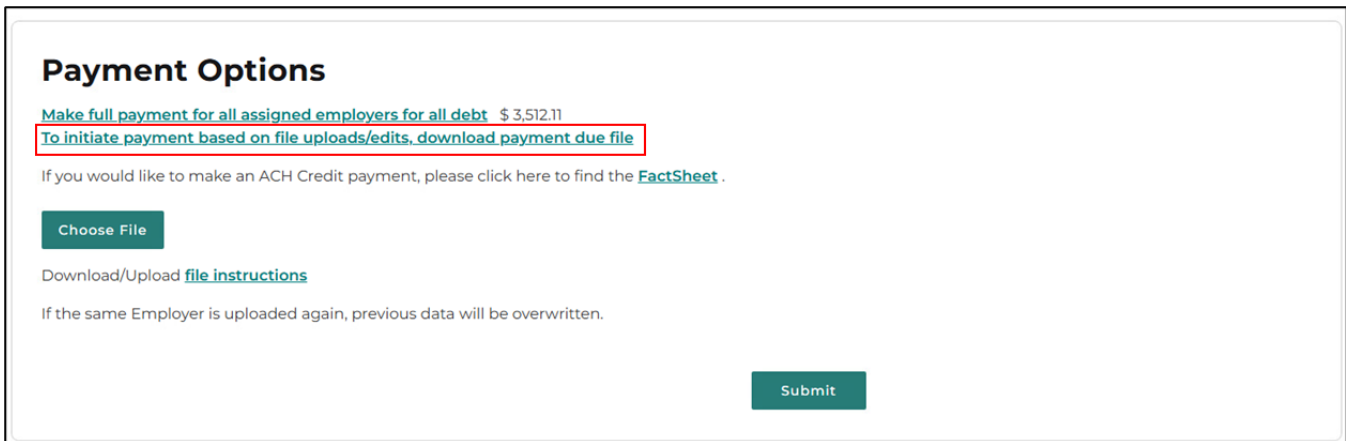 Payment Options
Make full payment for all assigned employers for all debt $ 3,512.11
To initiate payment based on file uploads/edits, download payment due file
If you would like to make an ACH Credit payment, please click here to find the FactSheet .
Choose File
Download/Upload file instructions
If the same Employer is uploaded again, previous data will be overwritten.
Submit